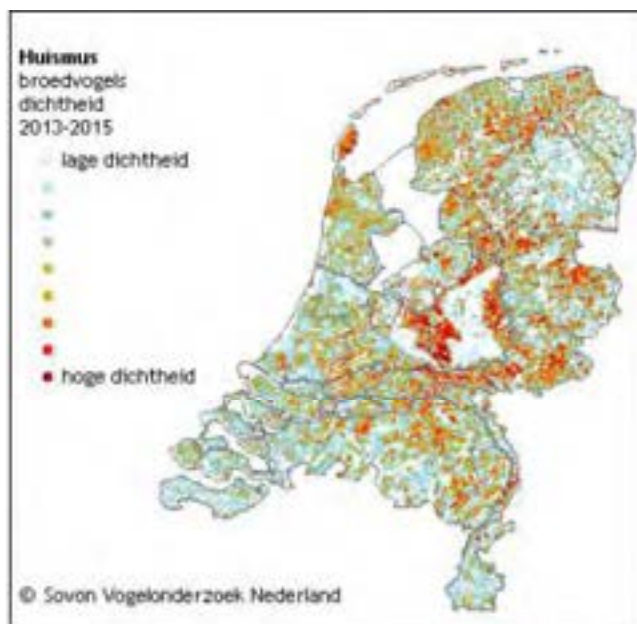 Huismus
broedvogels
dichtheid
2013-2015
lage dichtheid
hoge dichtheid
© Sovon Vogelonderzoek Nederland